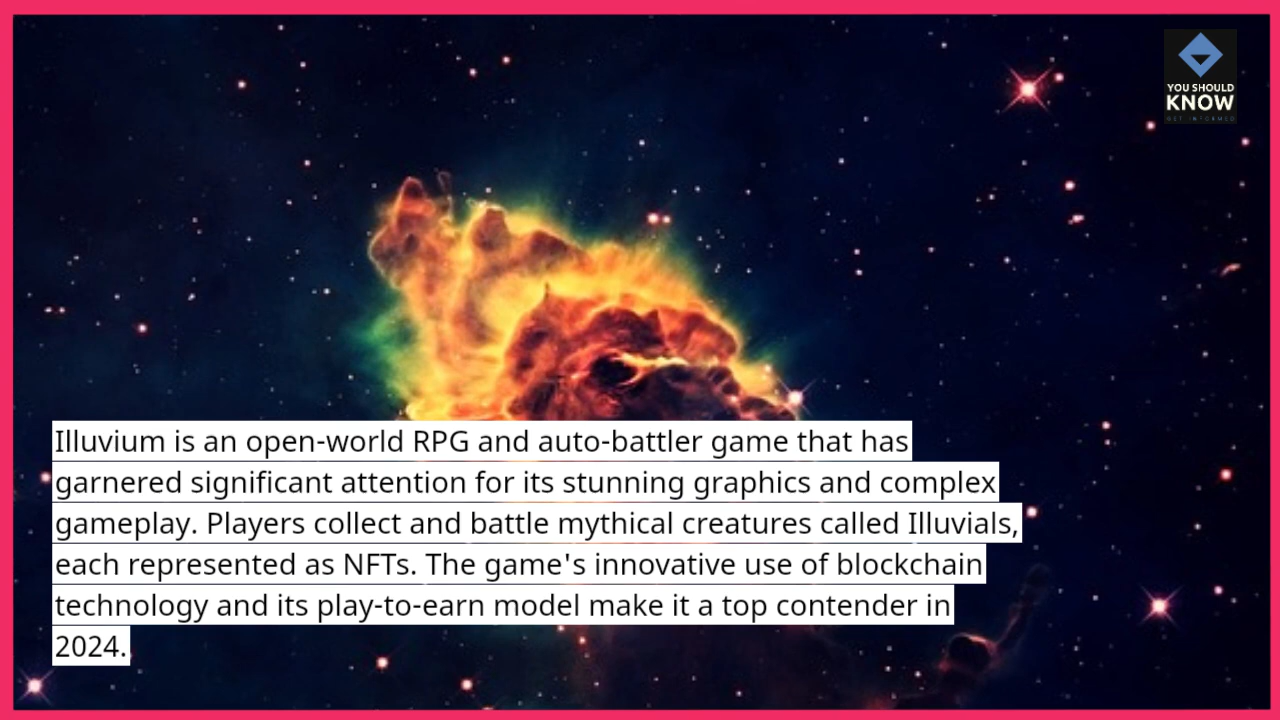 YOU SHOULD
KNOW
GET INFORMED
Illuvium is an open-world RPG and auto-battler game that has
garnered significant attention for its stunning graphics and complex
gameplay. Players collect and battle mythical creatures called Illuvials,
each represented as NFTs. The game's innovative use of blockchain
technology and its play-to-earn model make it a top contender in
2024.